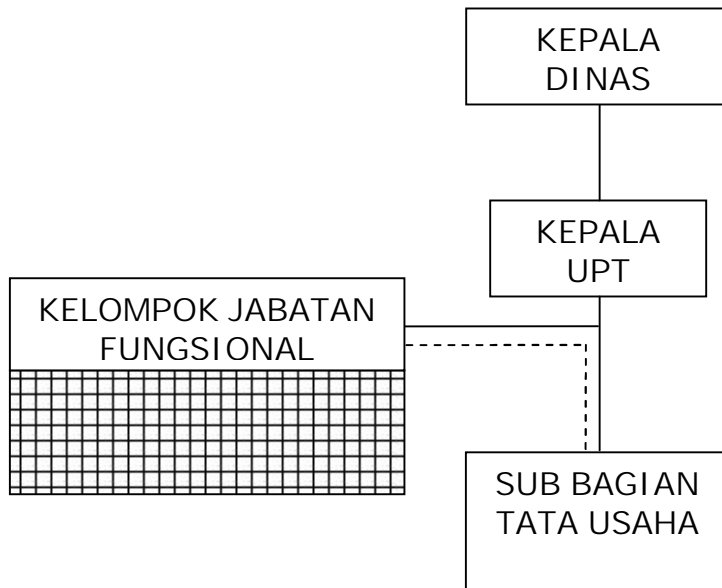 KEPALA
DINAS
KEPALA
UPT
KELOMPOK JABATAN
FUNGSIONAL
SUB BAGIAN
TATA USAHA